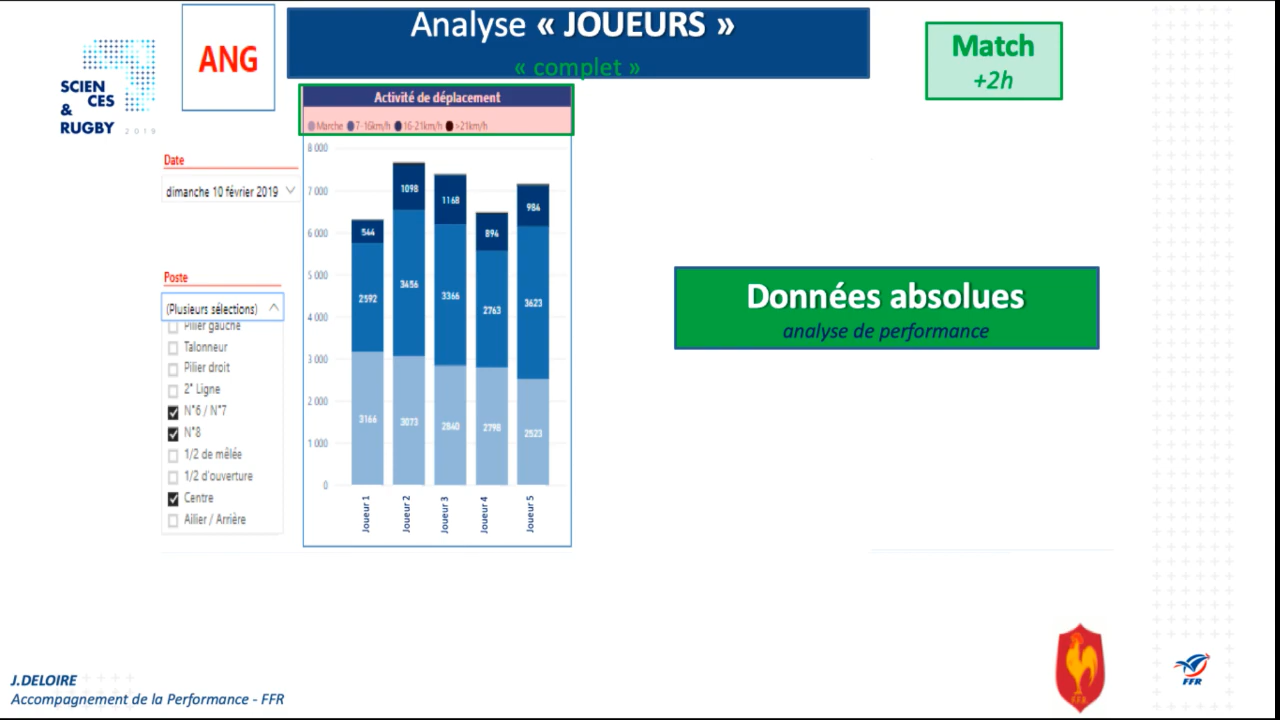 SCIEN
CES
&
RUGBY 2019
ANG
Analyse « JOUEURS »
« complet »
Match
+2h
Date
dimanche 10 février 2019
Poste
(Plusieurs sélections)
Pilier gauche
Talonneur
Pilier droit
2° Ligne
N°6 / N°7
N°8
1/2 de mêlée
1/2 d'ouverture
Centre
Ailier / Arrière
Activité de déplacement
Marche 7-16km/h 16-21km/h >21km/h
8 000
7 000
6 000
5 000
4 000
3 000
2 000
1 000
0
544
2592
3166
1098
3456
3073
1168
3366
2840
894
2763
2798
984
3623
2523
Joueur 1
Joueur 2
Joueur 3
Joueur 4
Joueur 5
Données absolues
analyse de performance
J.DELOIRE
Accompagnement de la Performance - FFR
F.F.R
FFR